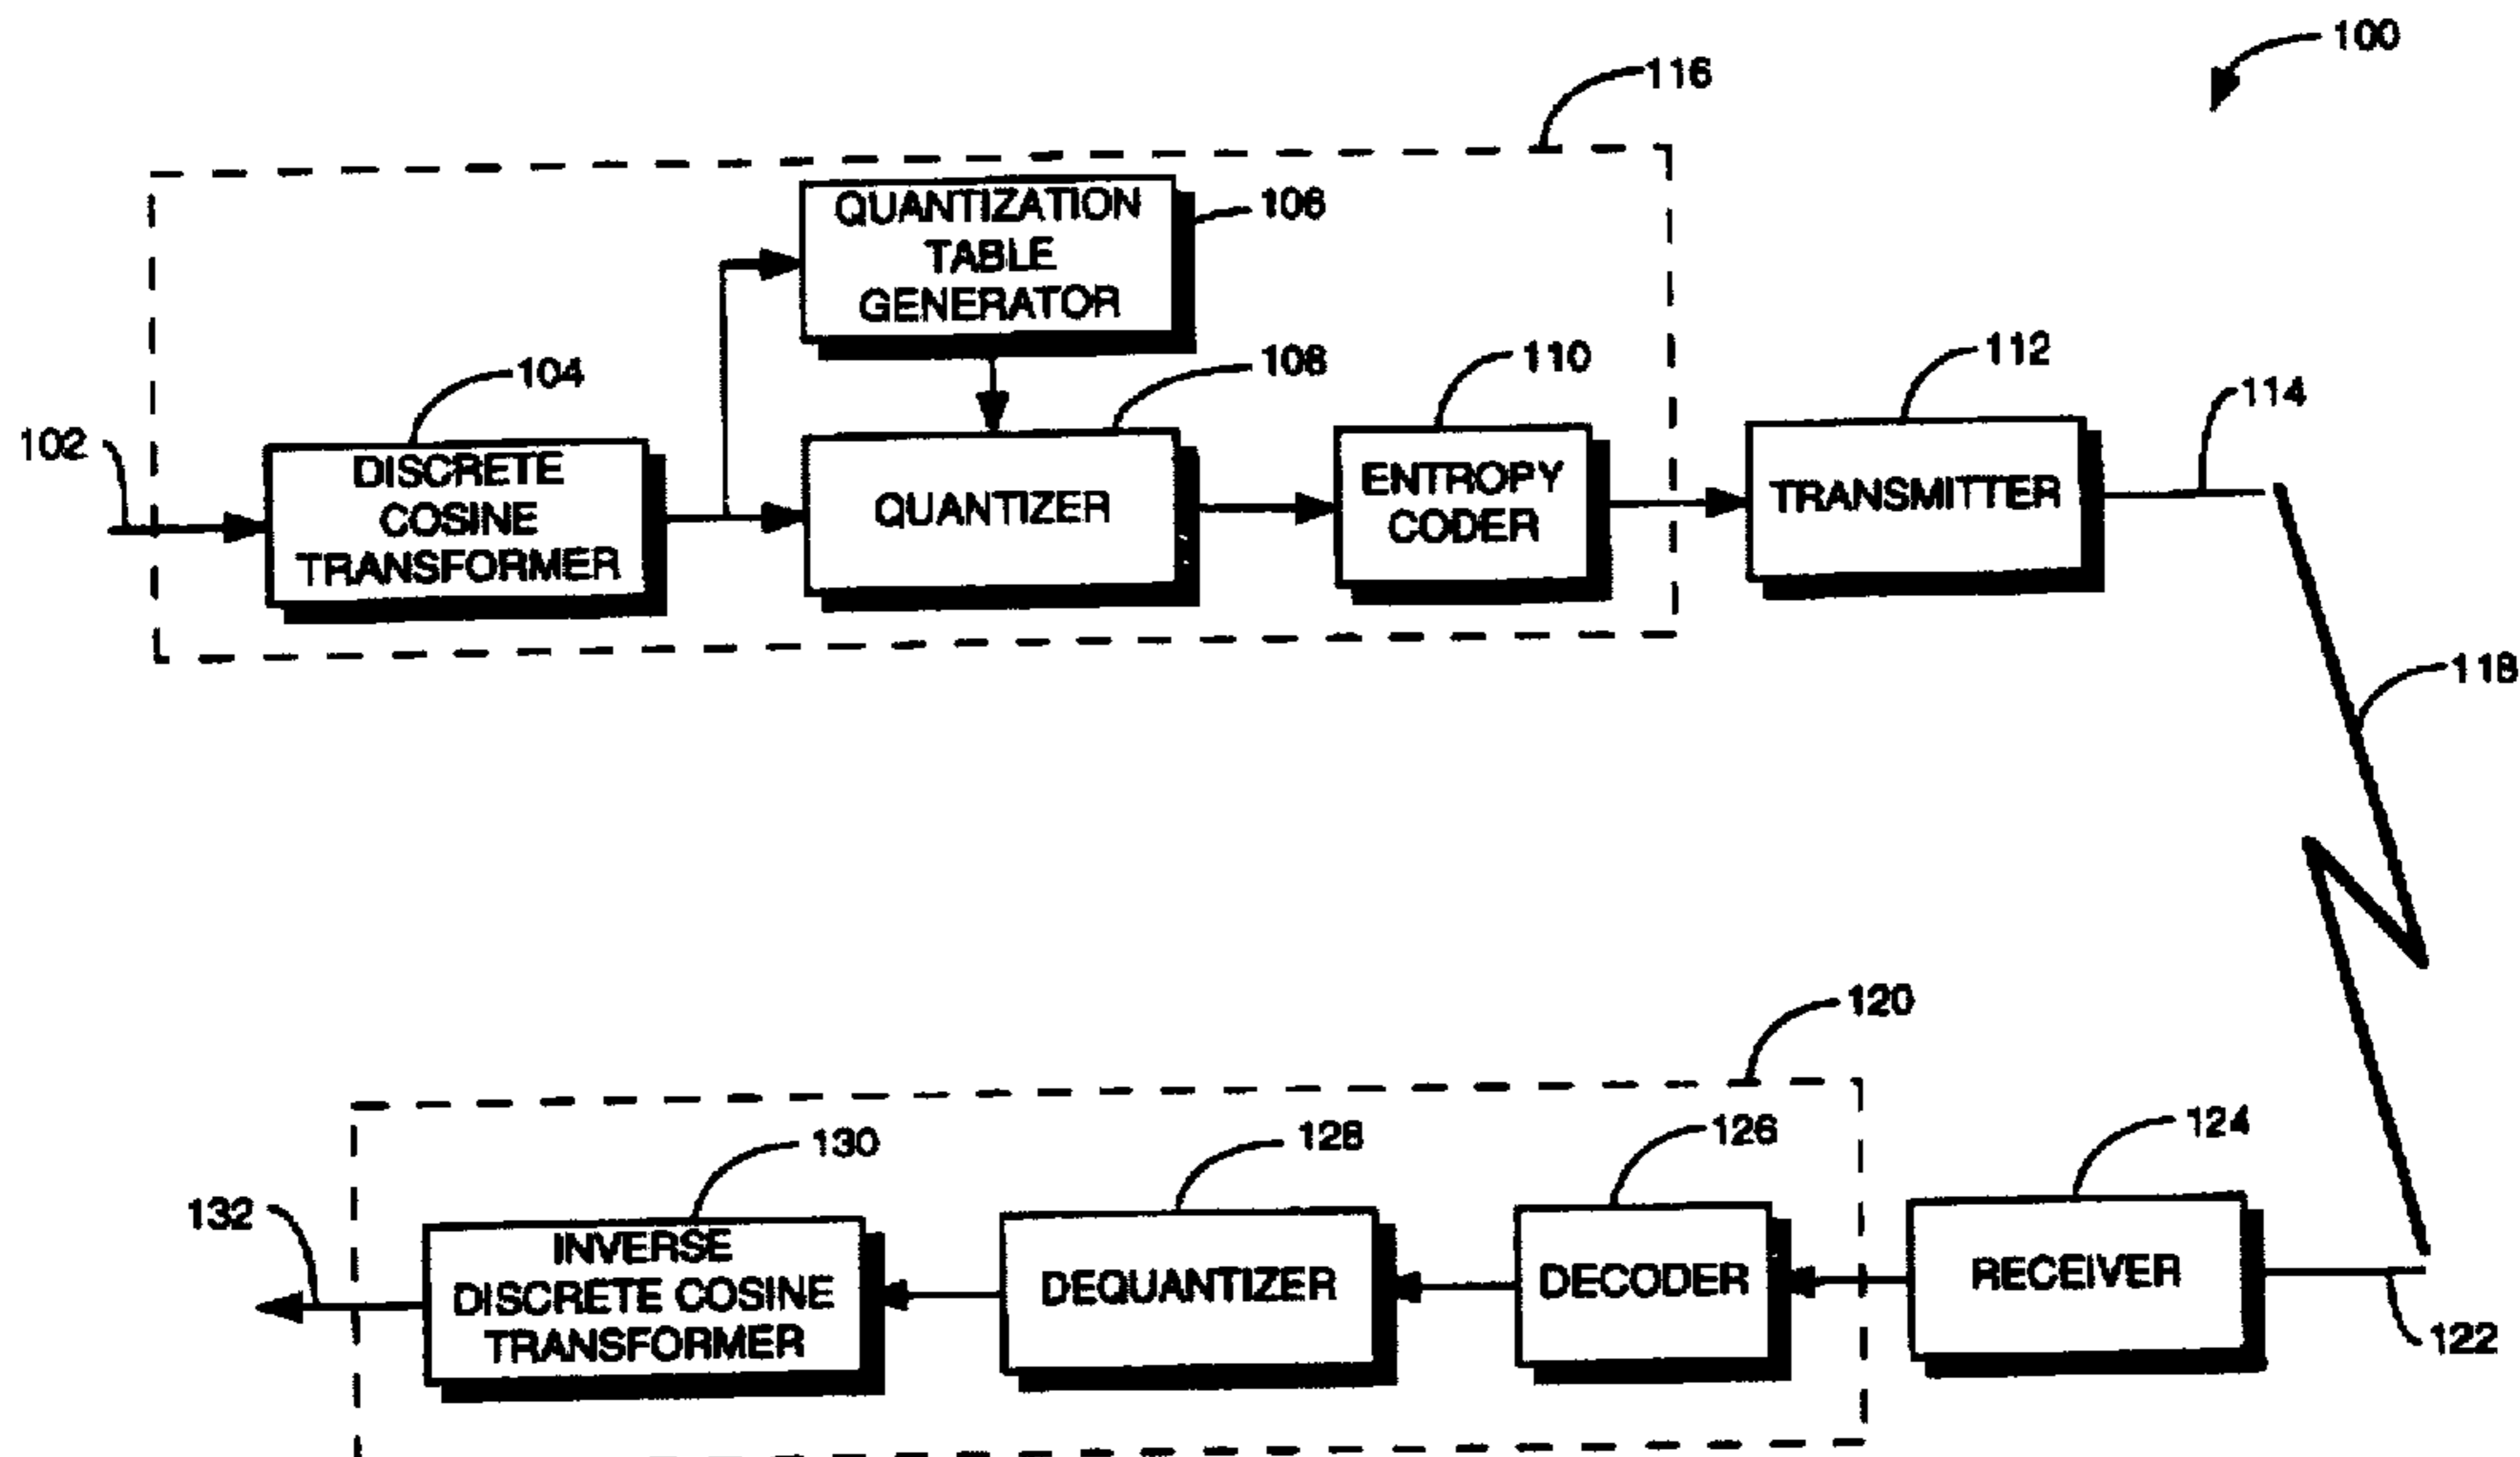 100
116
QUANTIZATION
TABLE
GENERATOR
106
104
108
110
112
114
102
DISCRETE
COSINE
TRANSFORMER
QUANTIZER
ENTROPY
CODER
TRANSMITTER
118
120
130
128
126
124
132
INVERSE
DISCRETE COSINE
TRANSFORMER
DEQUANTIZER
DECODER
RECEIVER
122